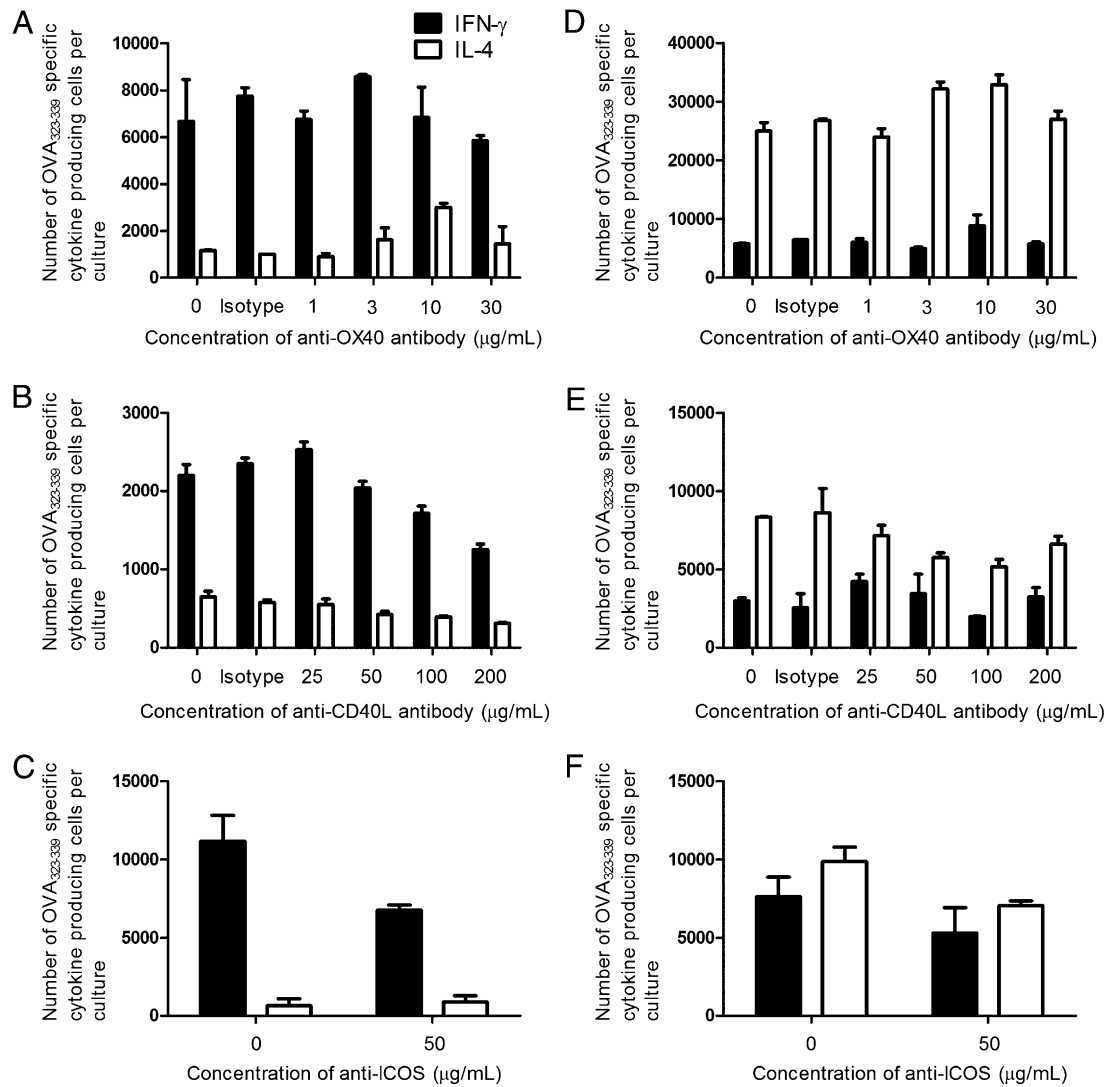 A
IFN-γ
IL-4
Number of OVA323-339 specific
cytokine producing cells per
culture
10000
8000
6000
4000
2000
0
0 Isotype 1 3 10 30
Concentration of anti-OX40 antibody (μg/mL)
D
Number of OVA323-339 specific
cytokine producing cells per
culture
40000
30000
20000
10000
0
0 Isotype 1 3 10 30
Concentration of anti-OX40 antibody (μg/mL)
B
Number of OVA323-339 specific
cytokine producing cells per
culture
3000
2000
1000
0
0 Isotype 25 50 100 200
Concentration of anti-CD40L antibody (μg/mL)
E
Number of OVA323-339 specific
cytokine producing cells per
culture
15000
10000
5000
0
0 Isotype 25 50 100 200
Concentration of anti-CD40L antibody (μg/mL)
C
Number of OVA323-339 specific
cytokine producing cells per
culture
15000
10000
5000
0
0 50
Concentration of anti-ICOS (μg/mL)
F
Number of OVA323-339 specific
cytokine producing cells per
culture
15000
10000
5000
0
0 50
Concentration of anti-ICOS (μg/mL)